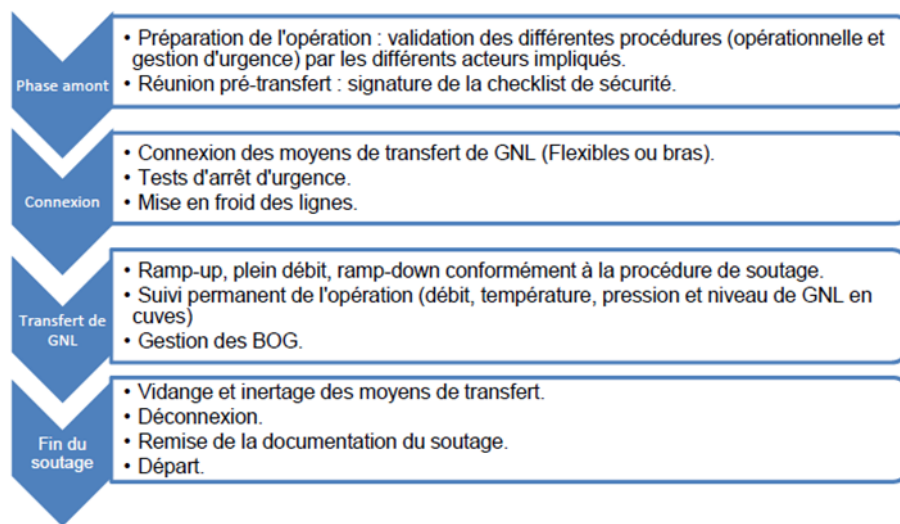 Phase amont
• Préparation de l'opération : validation des différentes procédures (opérationnelle et
gestion d'urgence) par les différents acteurs impliqués.
• Réunion pré-transfert : signature de la checklist de sécurité.
Connexion
• Connexion des moyens de transfert de GNL (Flexibles ou bras).
• Tests d'arrêt d'urgence.
• Mise en froid des lignes.
Transfert de
GNL
• Ramp-up, plein débit, ramp-down conformément à la procédure de soutage.
• Suivi permanent de l'opération (débit, température, pression et niveau de GNL en
cuves)
• Gestion des BOG.
Fin du
soutage
• Vidange et inertage des moyens de transfert.
• Déconnexion.
• Remise de la documentation du soutage.
• Départ.